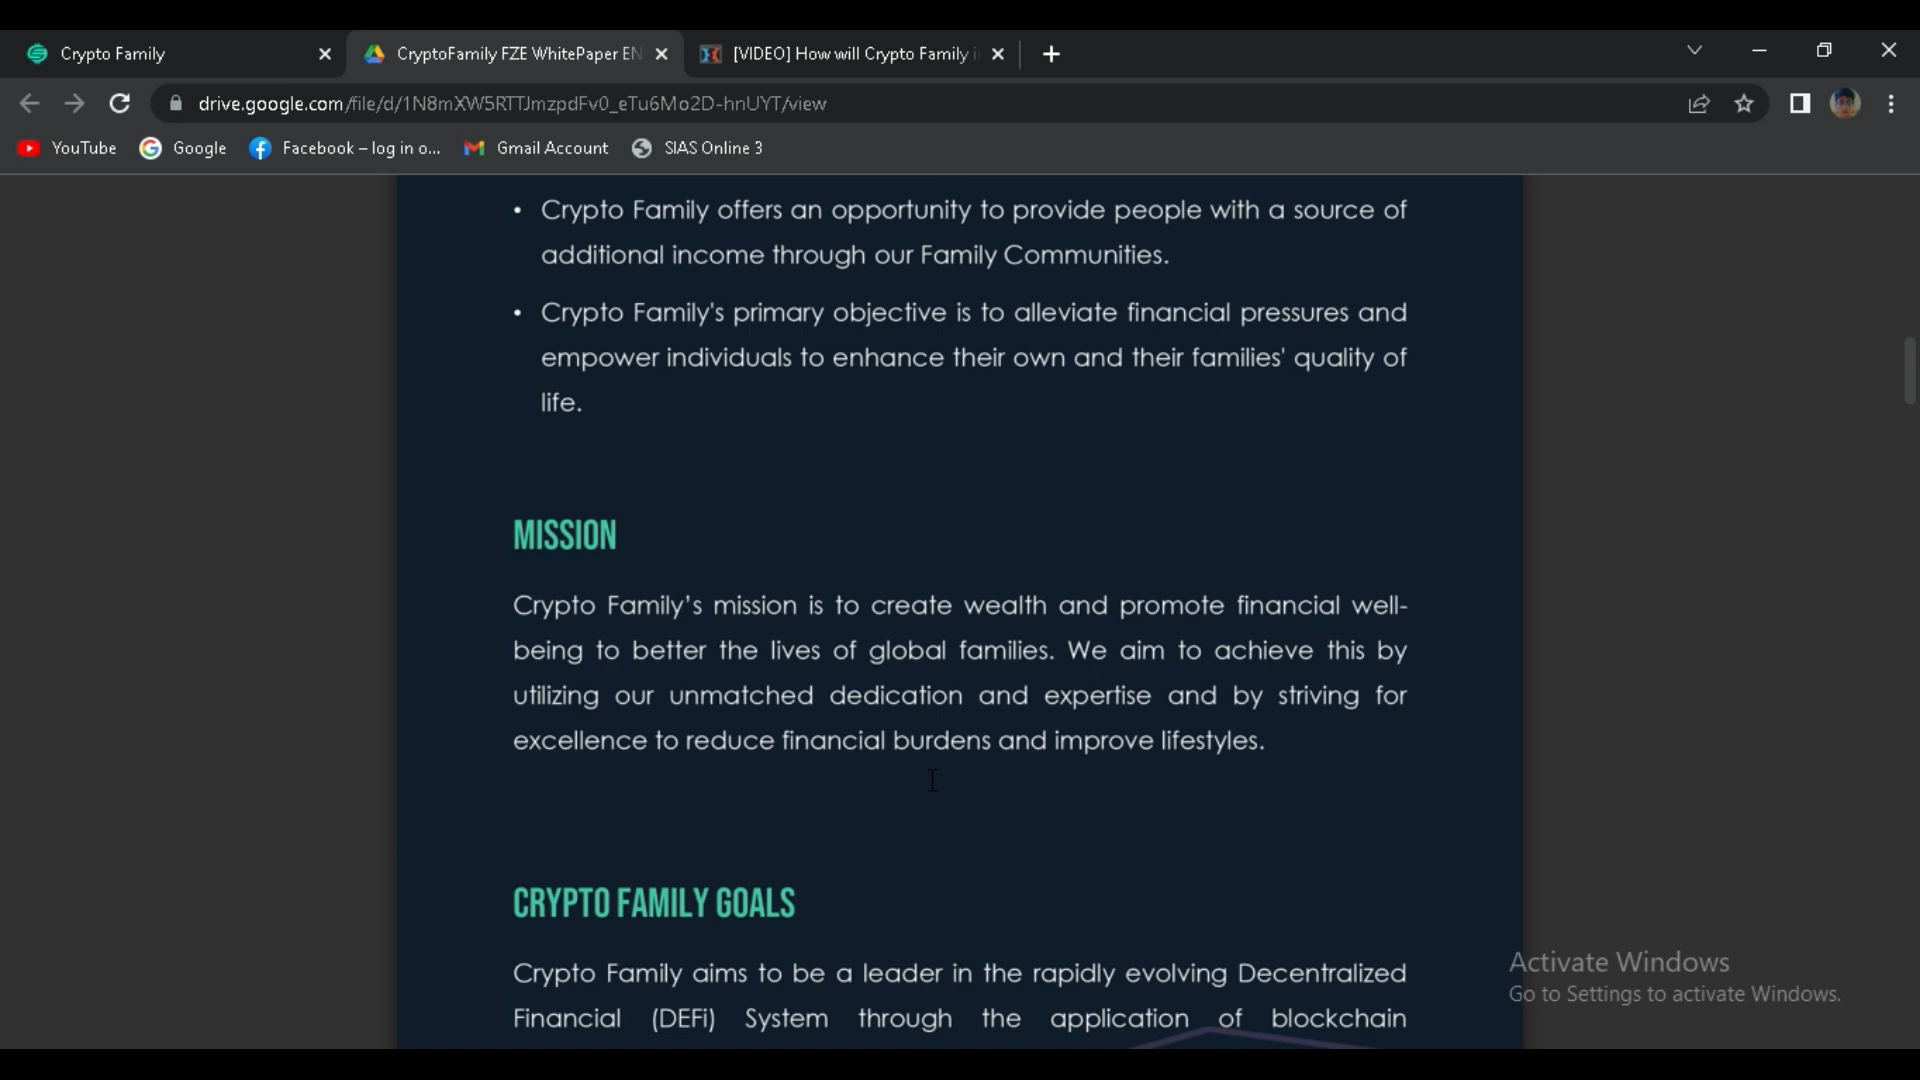 Crypto Family
CryptoFamily FZE WhitePaper EN
[VIDEO] How will Crypto Family i
drive.google.com/file/d/1N8mXW5RTTJmzpdFv0_eTu6Mo2D-hnUYT/view
YouTube
Google
Facebook – log in o...
Gmail Account
SIAS Online 3
• Crypto Family offers an opportunity to provide people with a source of
additional income through our Family Communities.
• Crypto Family's primary objective is to alleviate financial pressures and
empower individuals to enhance their own and their families' quality of
life.
MISSION
Crypto Family’s mission is to create wealth and promote financial well-
being to better the lives of global families. We aim to achieve this by
utilizing our unmatched dedication and expertise and by striving for
excellence to reduce financial burdens and improve lifestyles.
CRYPTO FAMILY GOALS
Crypto Family aims to be a leader in the rapidly evolving Decentralized
Financial (DEFi) System through the application of blockchain
Activate Windows
Go to Settings to activate Windows.